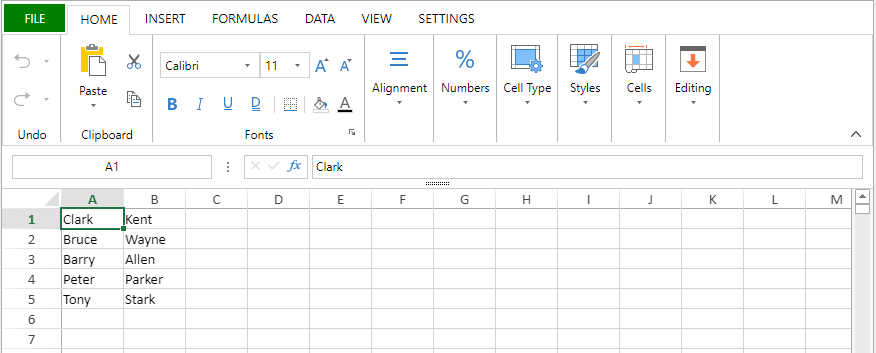 FILE HOME INSERT FORMULAS DATA VIEW SETTINGS
Calibri 11 A A
Paste Alignment % Numbers Cell Type Styles Cells Editing
B I U D A
Undo Clipboard Fonts
A1 fx Clark
A B C D E F G H I J K L M
1 Clark Kent
2 Bruce Wayne
3 Barry Allen
4 Peter Parker
5 Tony Stark
6
7